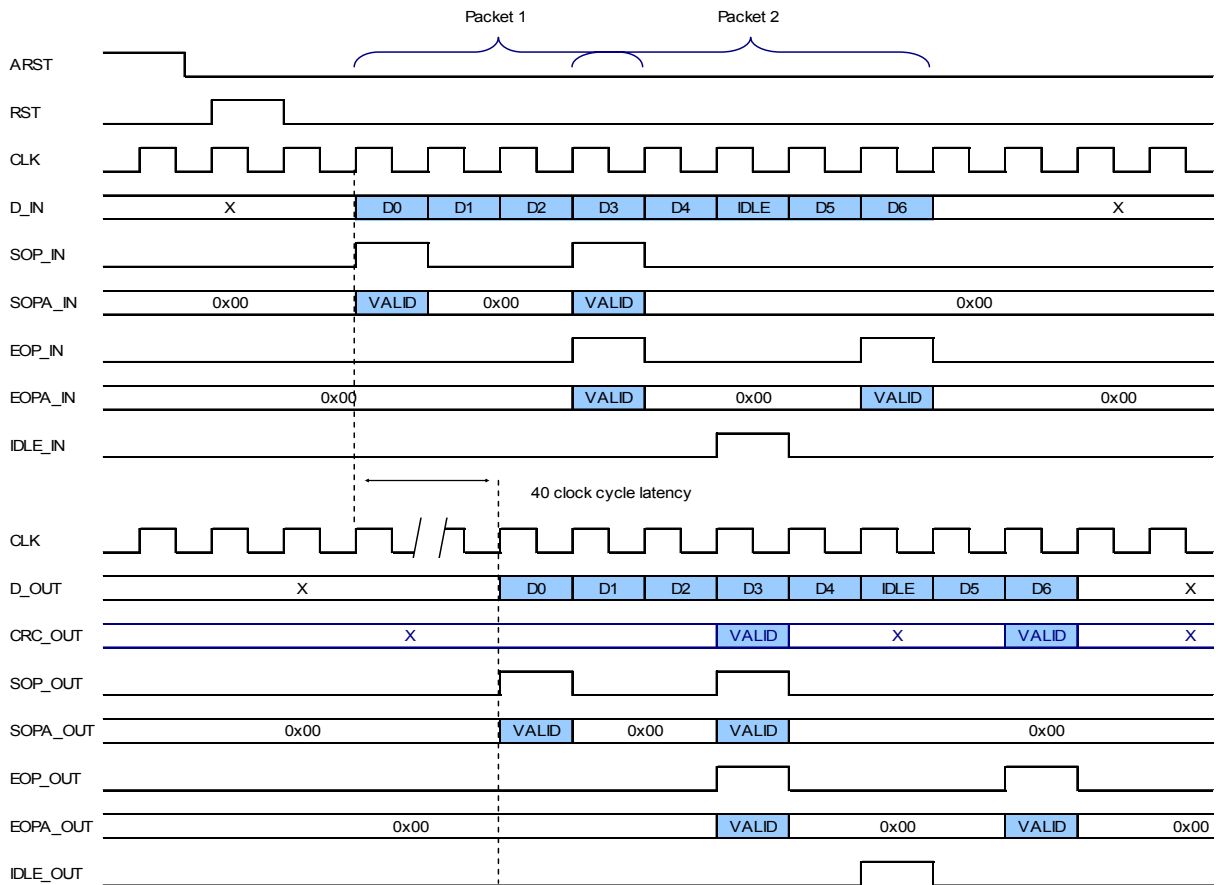 Packet 1 Packet 2
ARST
RST
CLK
D_IN X D0 D1 D2 D3 D4 IDLE D5 D6 X
SOP_IN
SOPA_IN 0x00 VALID 0x00 VALID 0x00
EOP_IN
EOPA_IN 0x00 VALID 0x00 VALID 0x00
IDLE_IN
40 clock cycle latency
CLK
D_OUT X D0 D1 D2 D3 D4 IDLE D5 D6 X
CRC_OUT X VALID X VALID X
SOP_OUT
SOPA_OUT 0x00 VALID 0x00 VALID 0x00
EOP_OUT
EOPA_OUT 0x00 VALID 0x00 VALID 0x00
IDLE_OUT